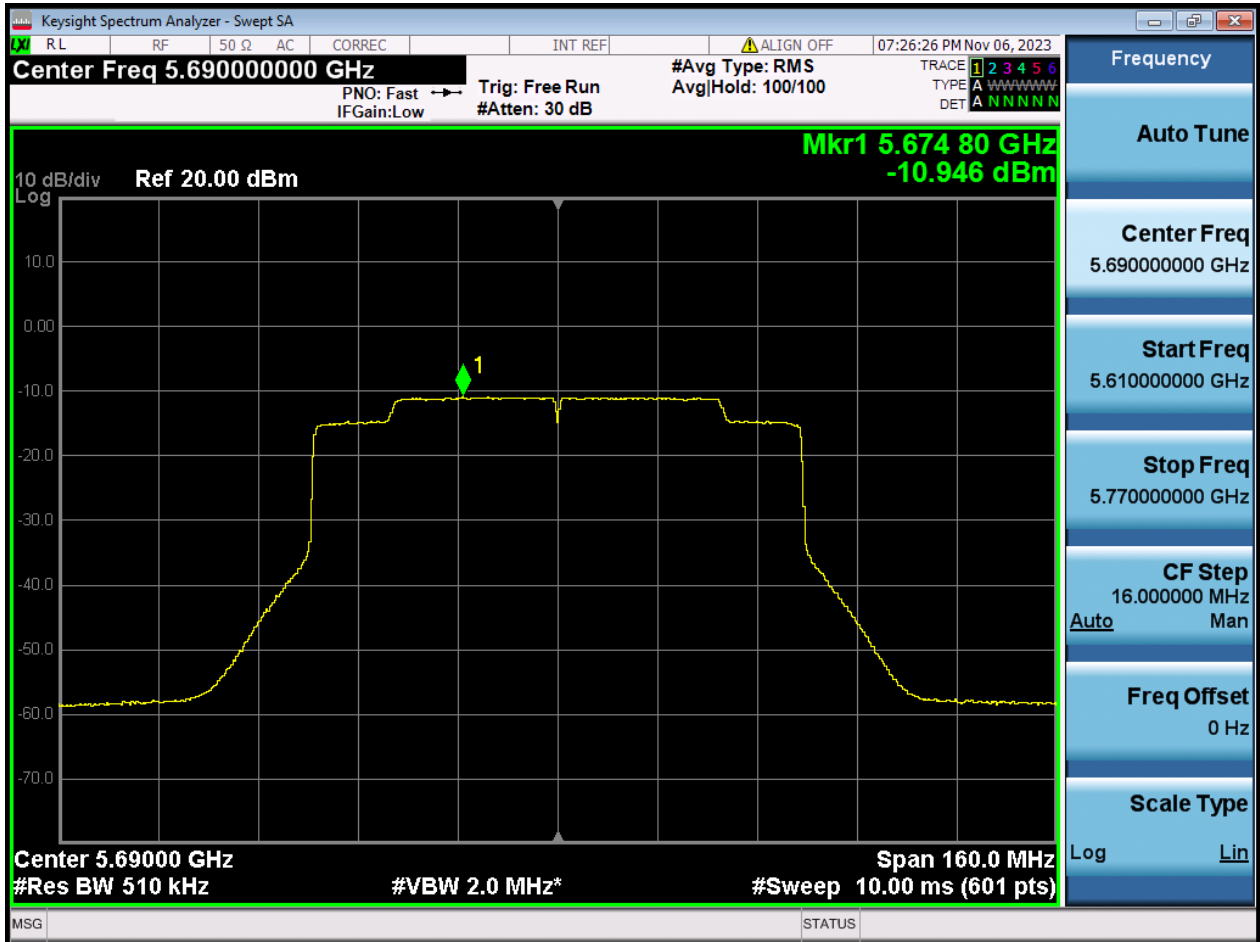 Keysight Spectrum Analyzer - Swept SA
LXI RL RF 50 Ω AC CORREC INT REF ALIGN OFF 07:26:26 PM Nov 06, 2023
Center Freq 5.690000000 GHz
PNO: Fast
IFGain:Low
Trig: Free Run
#Atten: 30 dB
#Avg Type: RMS
Avg|Hold: 100/100
TRACE 1 2 3 4 5 6
TYPE A WWWWW
DET A N N N N N
Mkr1 5.674 80 GHz
-10.946 dBm
10 dB/div Ref 20.00 dBm
Log
10.0
0.00
1
-10.0
-20.0
-30.0
-40.0
-50.0
-60.0
-70.0
Center 5.69000 GHz Span 160.0 MHz
#Res BW 510 kHz #VBW 2.0 MHz* #Sweep 10.00 ms (601 pts)
MSG STATUS
Frequency
Auto Tune
Center Freq
5.690000000 GHz
Start Freq
5.610000000 GHz
Stop Freq
5.770000000 GHz
CF Step
16.000000 MHz
Auto Man
Freq Offset
0 Hz
Scale Type
Log Lin